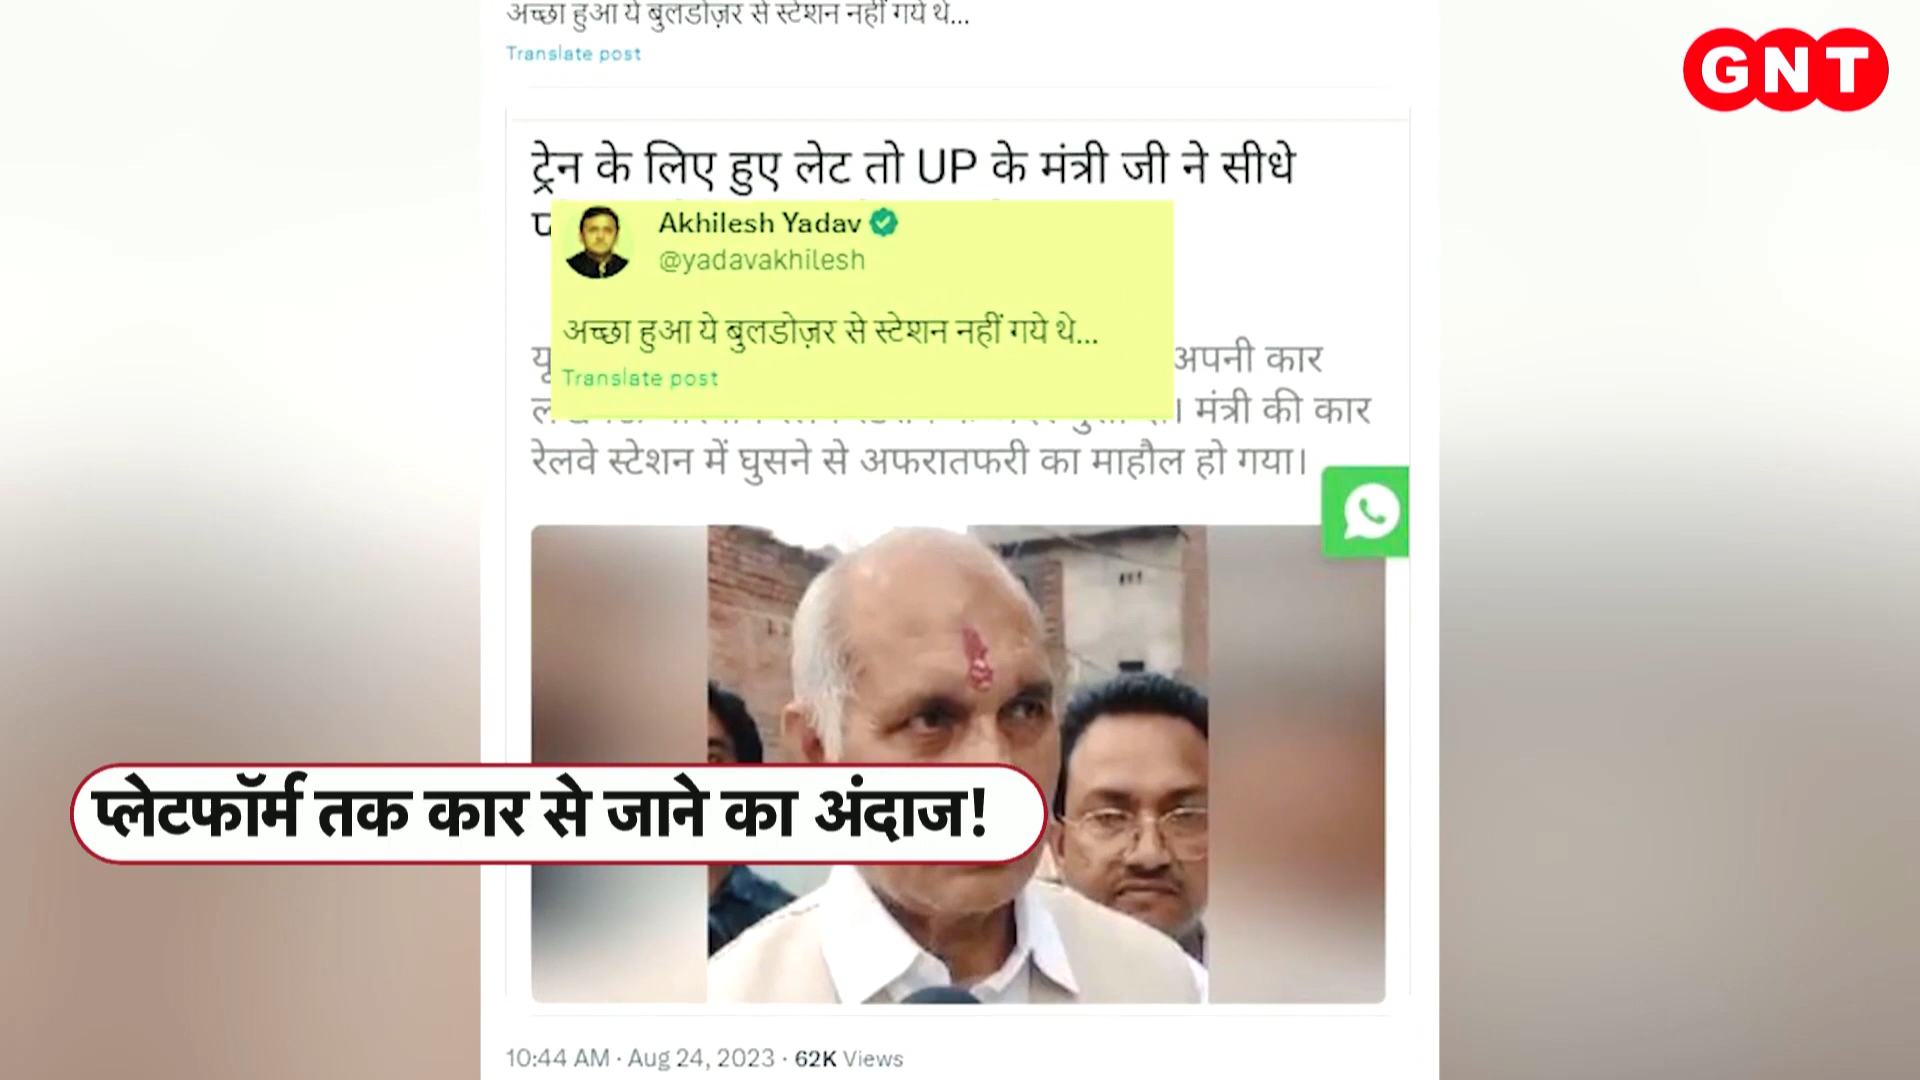 अच्छा हुआ ये बुलडोज़र से स्टेशन नहीं गये थे...
Translate post
GNT
ट्रेन के लिए हुए लेट तो UP के मंत्री जी ने सीधे
Akhilesh Yadav
@yadavakhilesh
अच्छा हुआ ये बुलडोज़र से स्टेशन नहीं गये थे...
Translate post
अपनी कार
मंत्री की कार
रेलवे स्टेशन में घुसने से अफरातफरी का माहौल हो गया।
प्लेटफॉर्म तक कार से जाने का अंदाज!
10:44 AM · Aug 24, 2023 · 62K Views